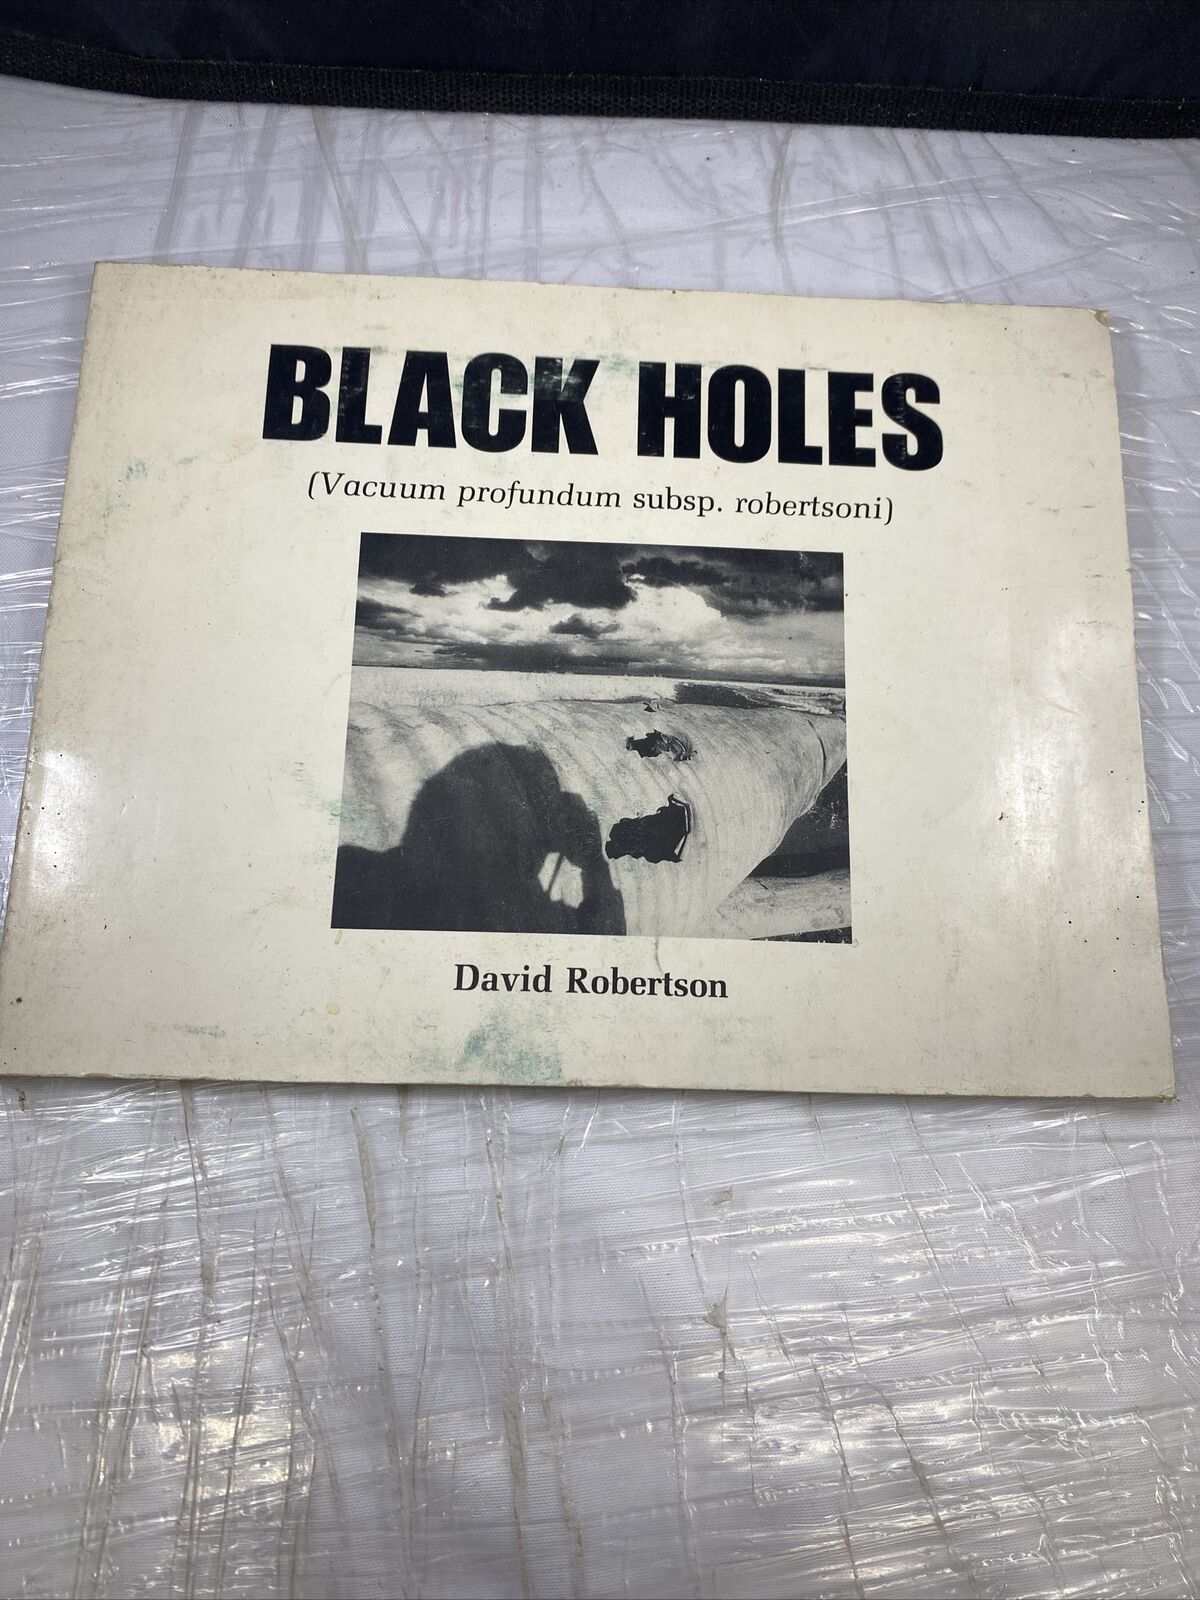 BLACK HOLES
(Vacuum profundum subsp. robertsoni)
David Robertson